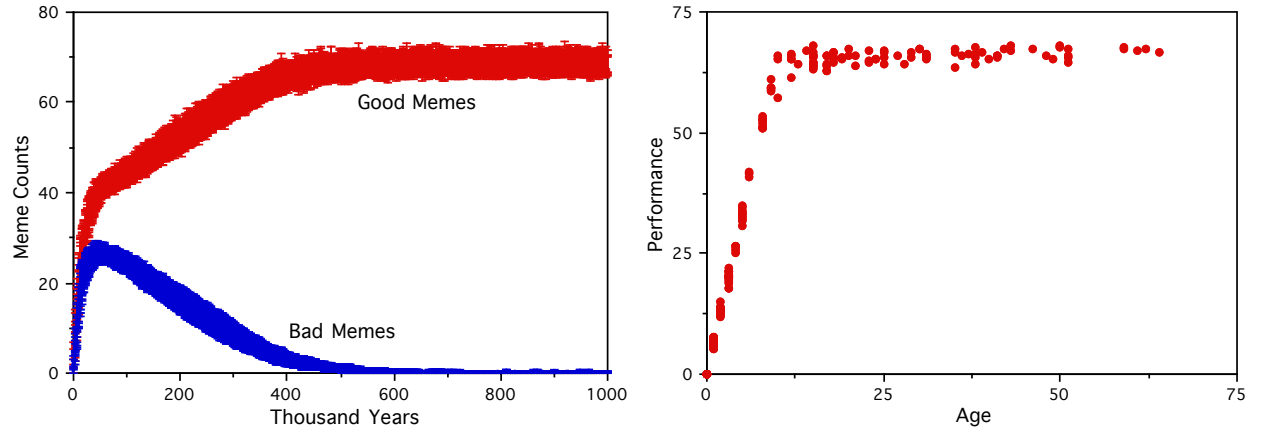 80
60
40
20
0
Meme Counts
Good Memes
Bad Memes
0 200 400 600 800 1000
Thousand Years
75
50
25
0
Performance
0 25 50 75
Age